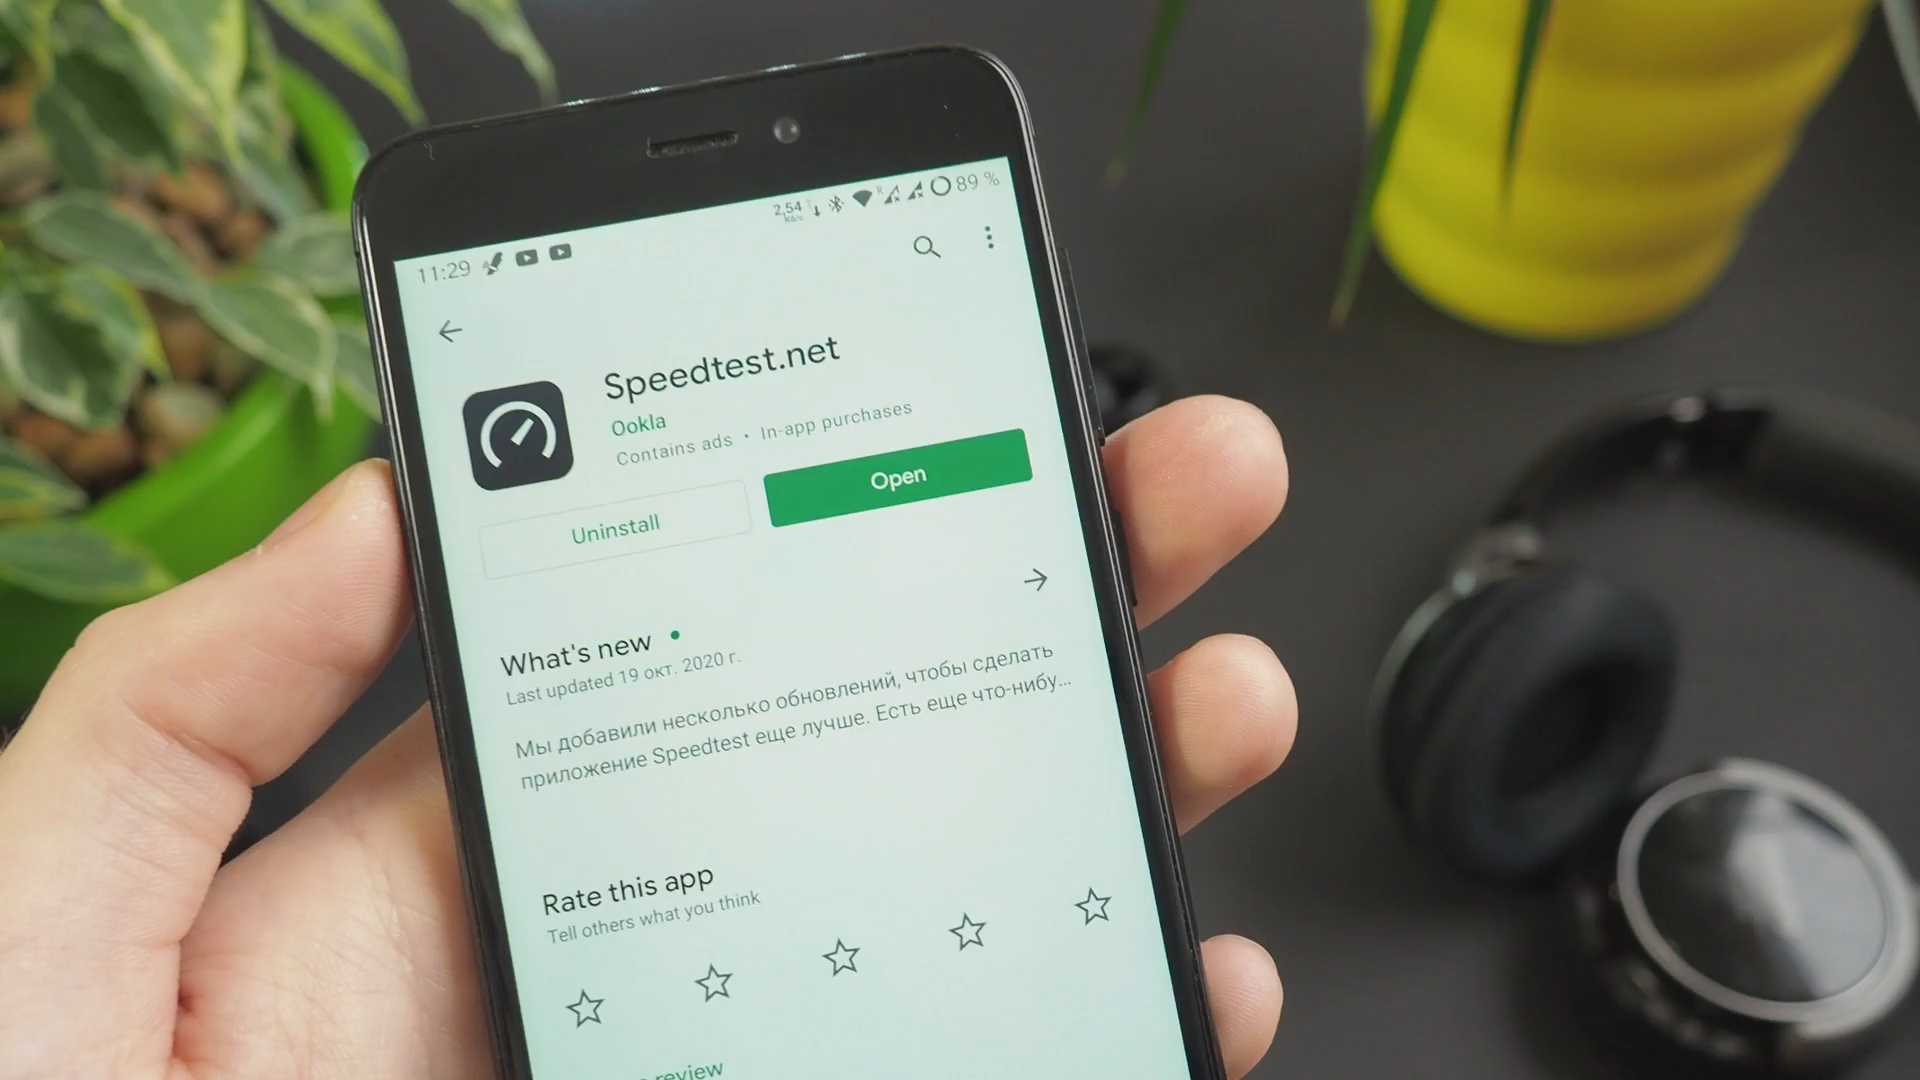 11:29
2,54
R
89 %
Speedtest.net
Ookla
Contains ads • In-app purchases
Uninstall
Open
What's new
Last updated 19 окт. 2020 г.
Мы добавили несколько обновлений, чтобы сделать
приложение Speedtest еще лучше. Есть еще что-нибу...
Rate this app
Tell others what you think
review